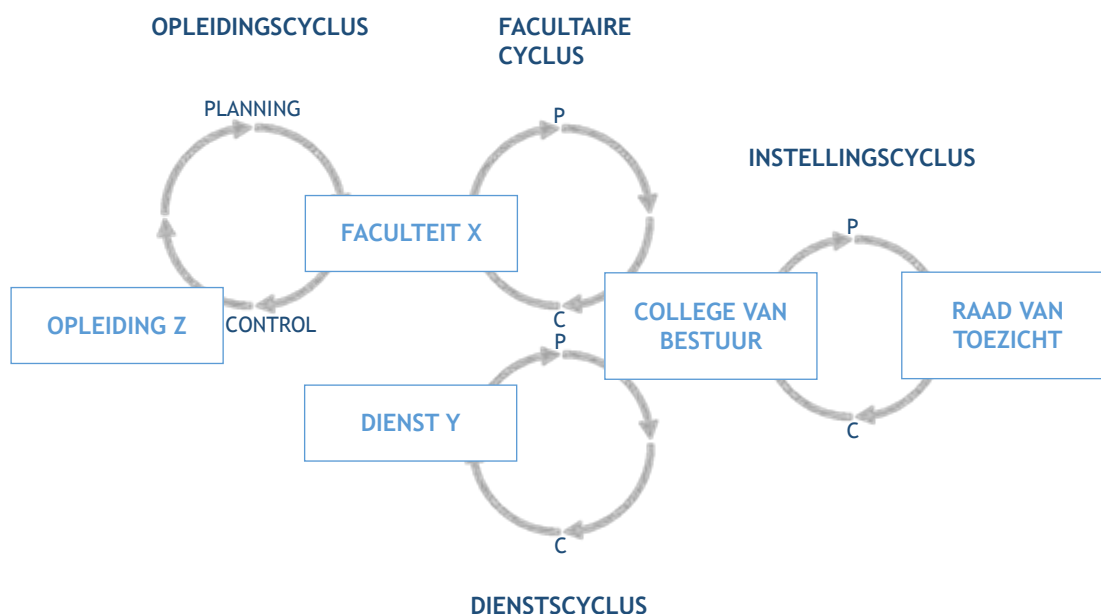 OPLEIDINGSCYCLUS
FACULTAIRE
CYCLUS
PLANNING
P
INSTELLINGSCYCLUS
FACULTEIT X
P
OPLEIDING Z
CONTROL
C
COLLEGE VAN
BESTUUR
RAAD VAN
TOEZICHT
P
DIENST Y
C
C
DIENSTSCYCLUS